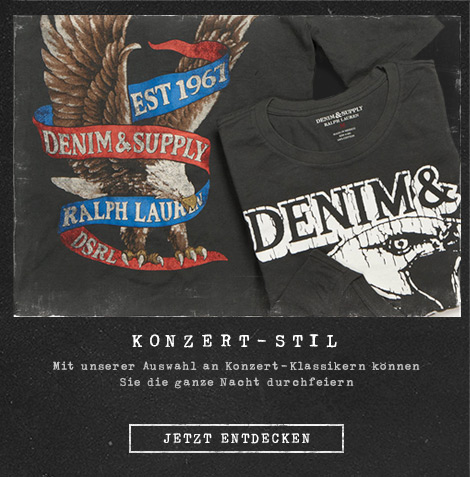 EST 1967
DENIM & SUPPLY
RALPH LAUREN
DSRL
DENIM & SUPPLY
RALPH LAUREN
DENIM &
KONZERT-STIL
Mit unserer Auswahl an Konzert-Klassikern können
Sie die ganze Nacht durchfeiern
JETZT ENTDECKEN